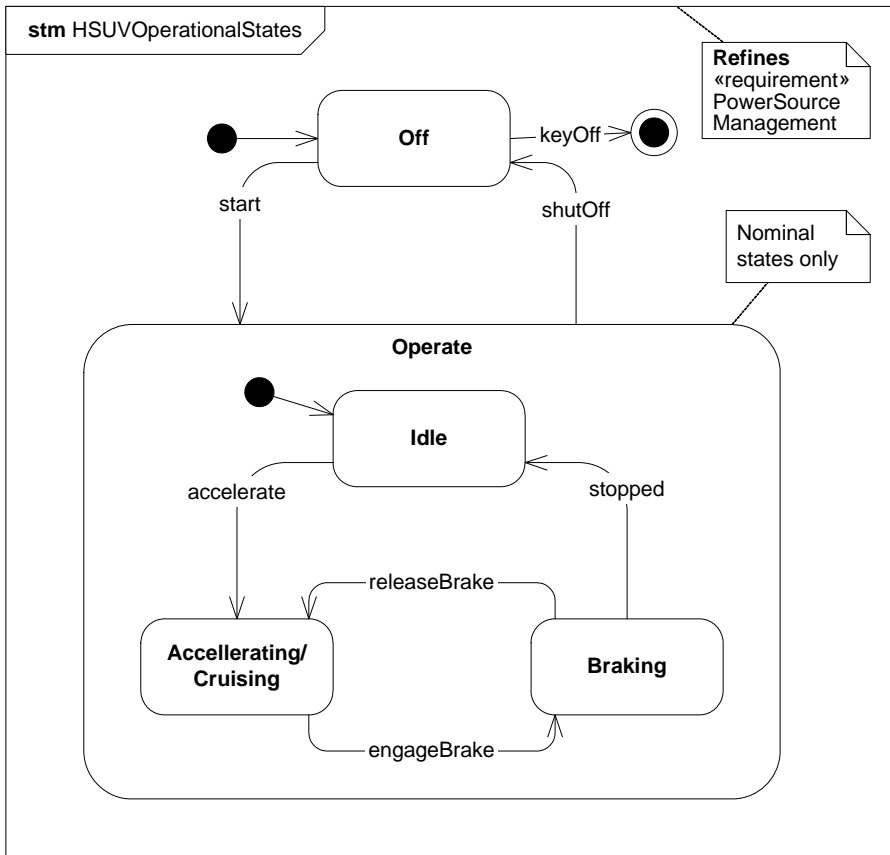 stm HSUVOperationalStates
Refines
«requirement»
PowerSource
Management
Off
keyOff
start
shutOff
Nominal
states only
Operate
Idle
accelerate
stopped
releaseBrake
Accellerating/
Cruising
Braking
engageBrake